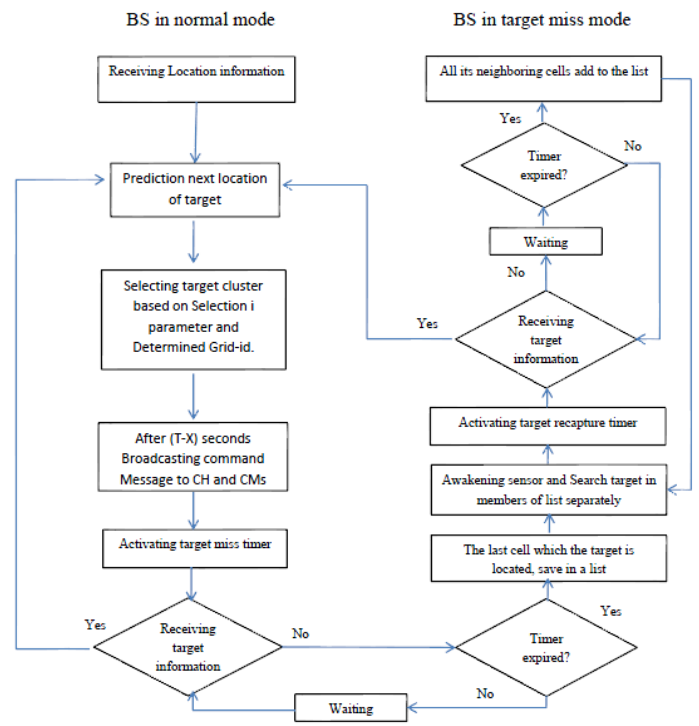 BS in normal mode
Receiving Location information
Prediction next location
of target
Selecting target cluster
based on Selection i
parameter and
Determined Grid-id.
After (T-X) seconds
Broadcasting command
Message to CH and CMs
Activating target miss timer
Yes
Receiving
target
information
No
Waiting
BS in target miss mode
All its neighboring cells add to the list
Yes
No
Timer
expired?
Waiting
No
Yes
Receiving
target
information
Activating target recapture timer
Awakening sensor and Search target in
members of list separately
The last cell which the target is
located, save in a list
Yes
Timer
expired?
No